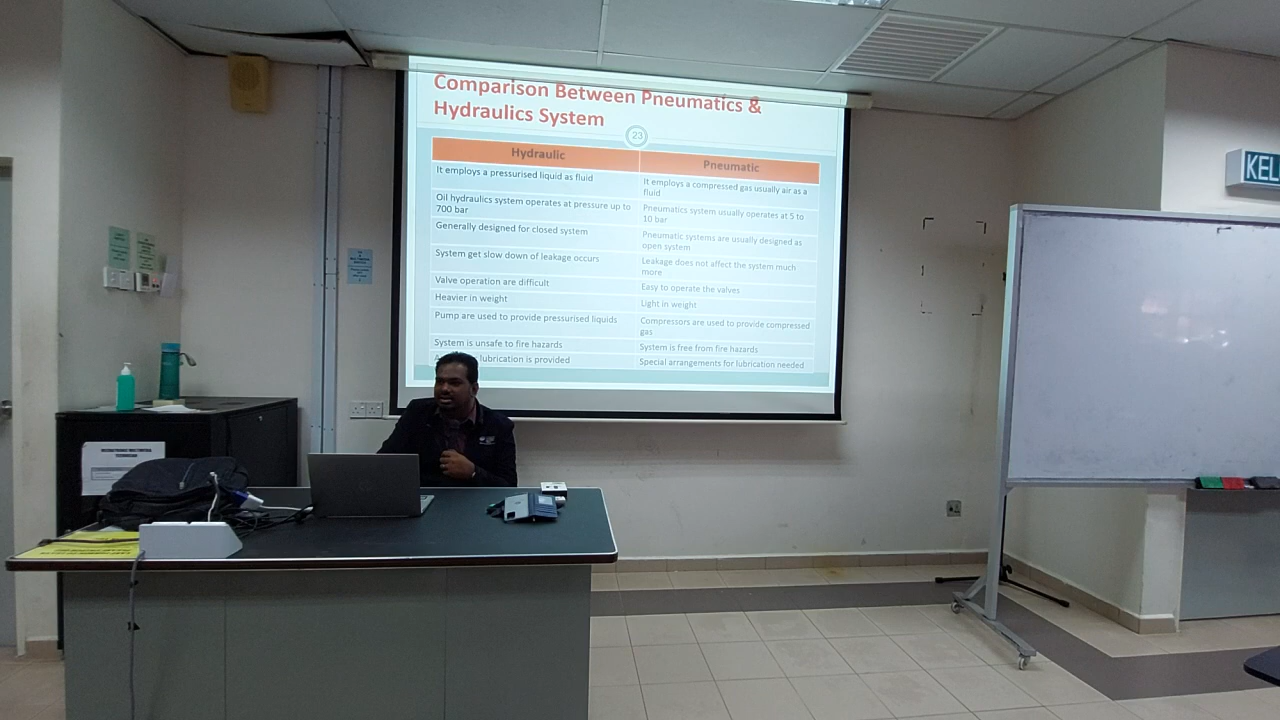 Comparison Between Pneumatics &
Hydraulics System
23
Hydraulic
Pneumatic
It employs a pressurised liquid as fluid
It employs a compressed gas usually air as a
fluid
Oil hydraulics system operates at pressure up to
700 bar
Pneumatics system usually operates at 5 to
10 bar
Generally designed for closed system
Pneumatic systems are usually designed as
open system
System get slow down of leakage occurs
Leakage does not affect the system much
more
Valve operation are difficult
Easy to operate the valves
Heavier in weight
Light in weight
Pump are used to provide pressurised liquids
Compressors are used to provide compressed
gas
System is unsafe to fire hazards
System is free from fire hazards
lubrication is provided
Special arrangements for lubrication needed
KEL